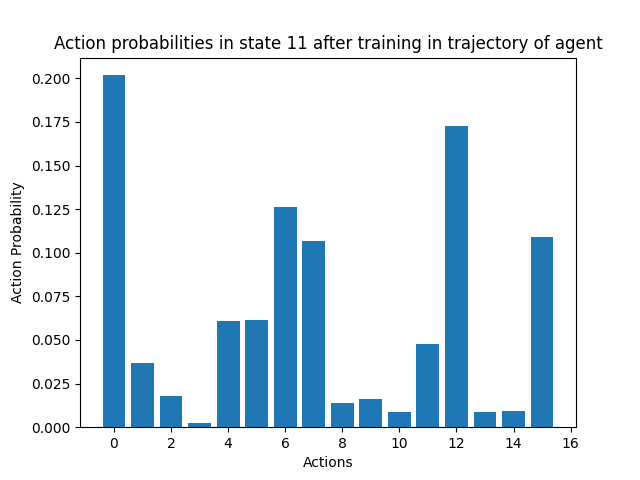 Action probabilities in state 11 after training in trajectory of agent
0.200
0.175
0.150
0.125
0.100
0.075
0.050
0.025
0.000
Action Probability
0 2 4 6 8 10 12 14 16
Actions